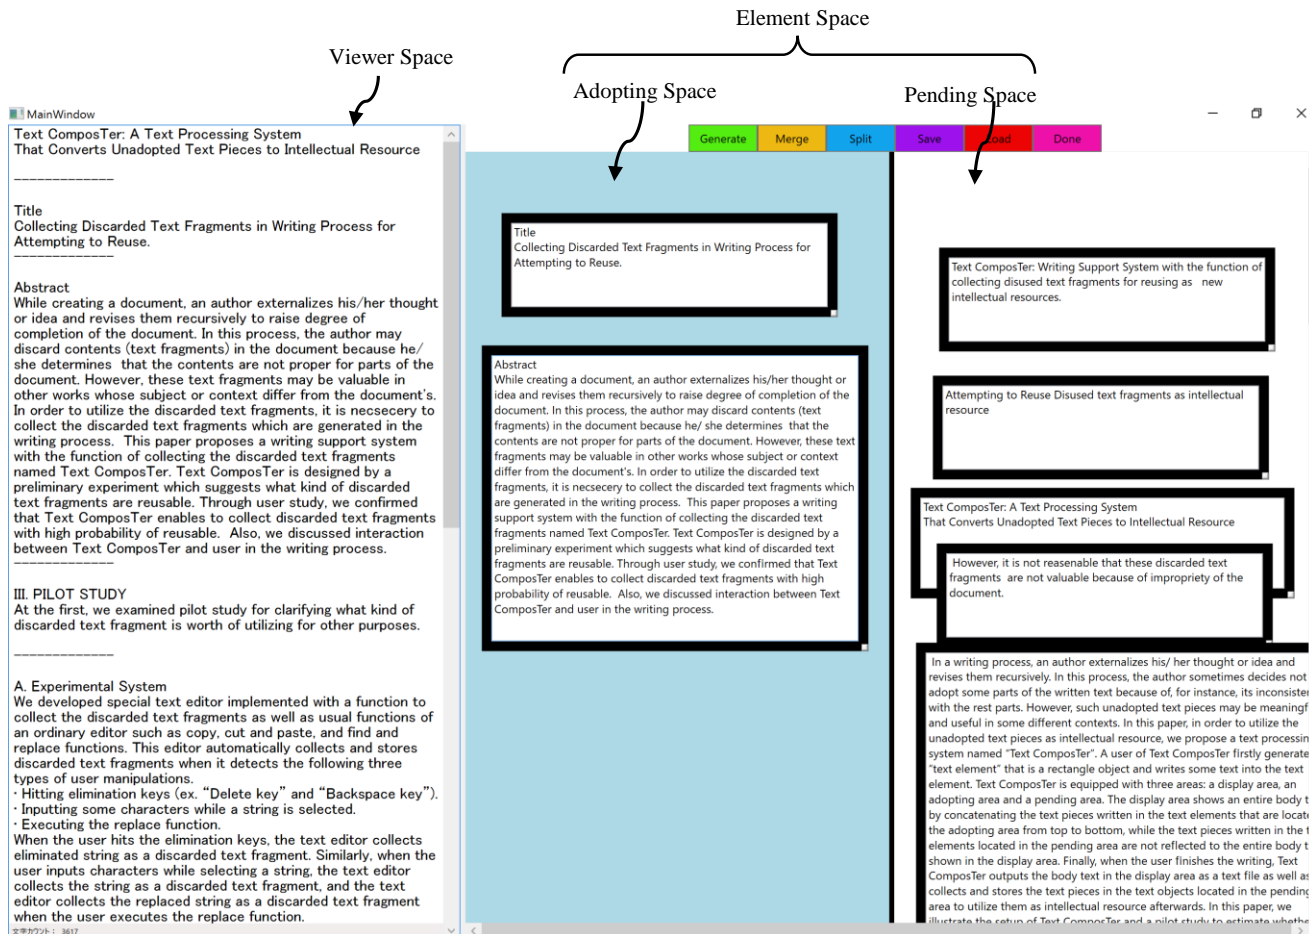 Element Space
Viewer Space
Adopting Space
Pending Space
MainWindow
Generate
Merge
Split
Save
Load
Done
Text ComposTer: A Text Processing System
That Converts Unadopted Text Pieces to Intellectual Resource
-------------
Title
Collecting Discarded Text Fragments in Writing Process for
Attempting to Reuse.
-------------
Abstract
While creating a document, an author externalizes his/her thought
or idea and revises them recursively to raise degree of
completion of the document. In this process, the author may
discard contents (text fragments) in the document because he/
she determines  that the contents are not proper for parts of the
document. However, these text fragments may be valuable in
other works whose subject or context differ from the document's.
In order to utilize the discarded text fragments, it is necsecery to
collect the discarded text fragments which are generated in the
writing process.  This paper proposes a writing support system
with the function of collecting the discarded text fragments
named Text ComposTer. Text ComposTer is designed by a
preliminary experiment which suggests what kind of discarded
text fragments are reusable. Through user study, we confirmed
that Text ComposTer enables to collect discarded text fragments
with high probability of reusable.  Also, we discussed interaction
between Text ComposTer and user in the writing process.
-------------
III. PILOT STUDY
At the first, we examined pilot study for clarifying what kind of
discarded text fragment is worth of utilizing for other purposes.
-------------
A. Experimental System
We developed special text editor implemented with a function to
collect the discarded text fragments as well as usual functions of
an ordinary editor such as copy, cut and paste, and find and
replace functions. This editor automatically collects and stores
discarded text fragments when it detects the following three
types of user manipulations.
・Hitting elimination keys (ex. “Delete key” and “Backspace key”).
・Inputting some characters while a string is selected.
・Executing the replace function.
When the user hits the elimination keys, the text editor collects
eliminated string as a discarded text fragment. Similarly, when the
user inputs characters while selecting a string, the text editor
collects the string as a discarded text fragment, and the text
editor collects the replaced string as a discarded text fragment
when the user executes the replace function.
文字カウント： 3617
Title
Collecting Discarded Text Fragments in Writing Process for
Attempting to Reuse.
Abstract
While creating a document, an author externalizes his/her thought or
idea and revises them recursively to raise degree of completion of the
document. In this process, the author may discard contents (text
fragments) in the document because he/ she determines  that the
contents are not proper for parts of the document. However, these text
fragments may be valuable in other works whose subject or context
differ from the document's. In order to utilize the discarded text
fragments, it is necsecery to collect the discarded text fragments which
are generated in the writing process.  This paper proposes a writing
support system with the function of collecting the discarded text
fragments named Text ComposTer. Text ComposTer is designed by a
preliminary experiment which suggests what kind of discarded text
fragments are reusable. Through user study, we confirmed that Text
ComposTer enables to collect discarded text fragments with high
probability of reusable.  Also, we discussed interaction between Text
ComposTer and user in the writing process.
Text ComposTer: Writing Support System with the function of
collecting disused text fragments for reusing as   new
intellectual resources.
Attempting to Reuse Disused text fragments as intellectual
resource
Text ComposTer: A Text Processing System
That Converts Unadopted Text Pieces to Intellectual Resource
However, it is not reasenable that these discarded text
fragments  are not valuable because of impropriety of the
document.
In a writing process, an author externalizes his/ her thought or idea and
revises them recursively. In this process, the author sometimes decides not
adopt some parts of the written text because of, for instance, its inconsisten
with the rest parts. However, such unadopted text pieces may be meaningf
and useful in some different contexts. In this paper, in order to utilize the
unadopted text pieces as intellectual resource, we propose a text processin
system named “Text ComposTer”. A user of Text ComposTer firstly generate
“text element” that is a rectangle object and writes some text into the text
element. Text ComposTer is equipped with three areas: a display area, an
adopting area and a pending area. The display area shows an entire body t
by concatenating the text pieces written in the text elements that are locate
the adopting area from top to bottom, while the text pieces written in the t
elements located in the pending area are not reflected to the entire body t
shown in the display area. Finally, when the user finishes the writing, Text
ComposTer outputs the body text in the display area as a text file as well as
collects and stores the text pieces in the text objects located in the pending
area to utilize them as intellectual resource afterwards. In this paper, we
illustrate the setup of Text ComposTer and a pilot study to estimate whethe